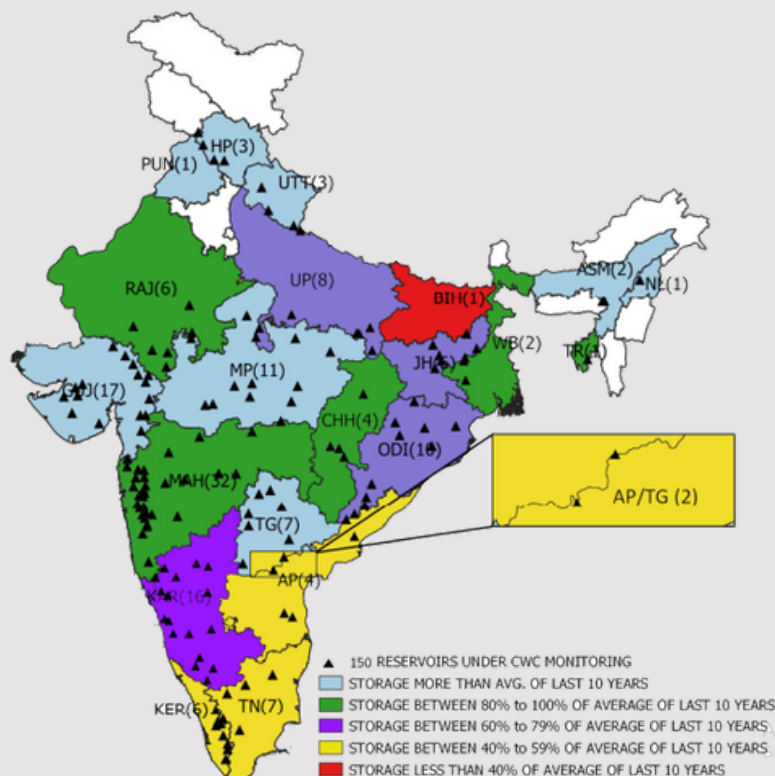 HP(3)
PUN(1)
UTT(3)
RAJ(6)
UP(8)
BIH(1)
ASM(2)
NL(1)
WB(2)
TR(1)
GUJ(17)
MP(11)
CHH(4)
MAH(32)
TG(7)
AP/TG (2)
AP(4)
KAR(16)
KER(6)
TN(7)
150 RESERVOIRS UNDER CWC MONITORING
STORAGE MORE THAN AVG. OF LAST 10 YEARS
STORAGE BETWEEN 80% to 100% OF AVERAGE OF LAST 10 YEARS
STORAGE BETWEEN 60% to 79% OF AVERAGE OF LAST 10 YEARS
STORAGE BETWEEN 40% to 59% OF AVERAGE OF LAST 10 YEARS
STORAGE LESS THAN 40% OF AVERAGE OF LAST 10 YEARS